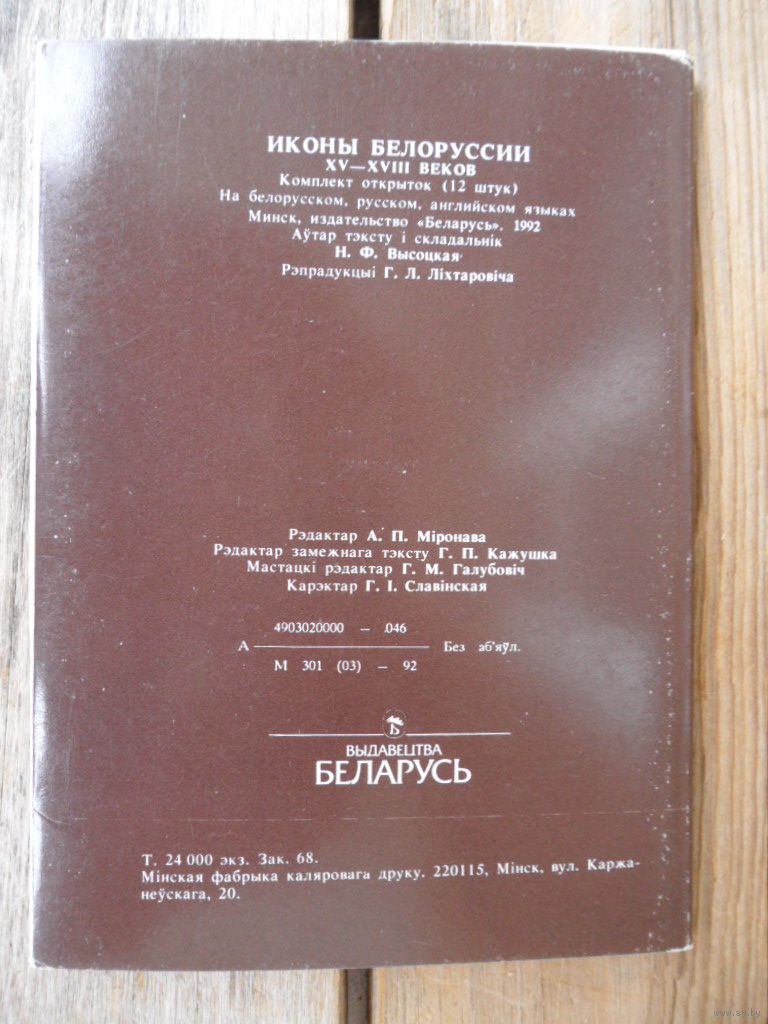 ИКОНЫ БЕЛОРУССИИ
XV—XVIII ВЕКОВ
Комплект открыток (12 штук)
На белорусском, русском, английском языках
Минск, издательство «Беларусь». 1992
Аўтар тэксту і складальнік
Н. Ф. Высоцкая
Рэпрадукцыі Г. Л. Ліхтаровіча
Рэдактар А. П. Міронава
Рэдактар замежнага тэксту Г. П. Кажушка
Мастацкі рэдактар Г. М. Галубовіч
Карэктар Г. І. Славінская
4903020000 — 046
А Без аб'яўл.
М 301 (03) — 92
Б
ВЫДАВЕЦТВА
БЕЛАРУСЬ
Т. 24 000 экз. Зак. 68.
Мінская фабрыка каляровага друку. 220115, Мінск, вул. Каржа-
неўскага, 20.
www.ay.by